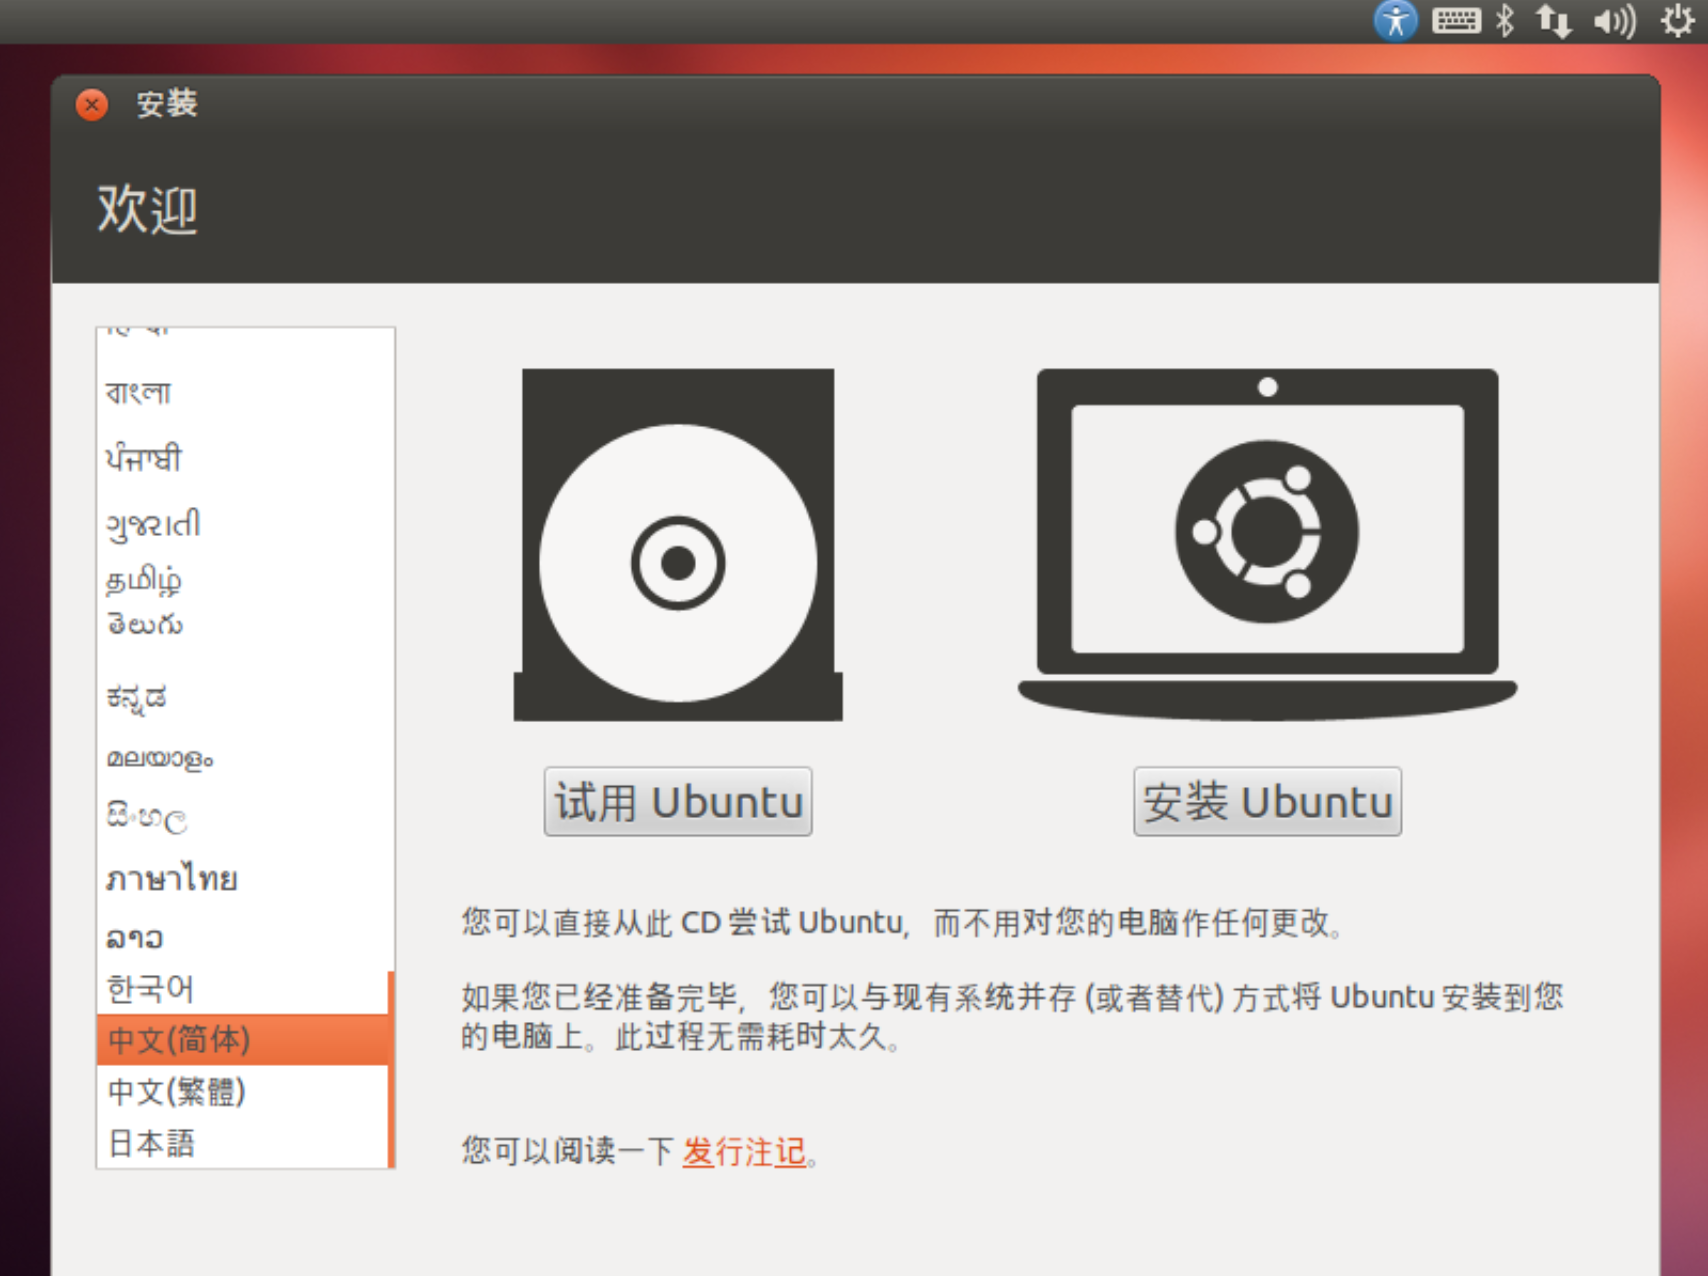 安装
欢迎
বাংলা
ਪੰਜਾਬੀ
ગુજરાતી
தமிழ்
తెలుగు
ಕನ್ನಡ
മലയാളം
සිංහල
ภาษาไทย
ລາວ
한국어
中文(简体)
中文(繁體)
日本語
试用 Ubuntu
安装 Ubuntu
您可以直接从此 CD 尝试 Ubuntu，而不用对您的电脑作任何更改。
如果您已经准备完毕，您可以与现有系统并存 (或者替代) 方式将 Ubuntu 安装到您
的电脑上。此过程无需耗时太久。
您可以阅读一下 发行注记。